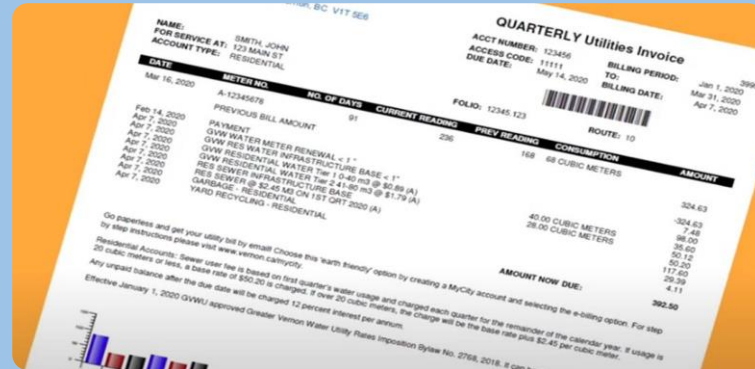 BC V1T 5E6
QUARTERLY Utilities Invoice
NAME: SMITH, JOHN
FOR SERVICE AT: 123 MAIN ST
ACCOUNT TYPE: RESIDENTIAL
ACCT NUMBER: 123456
ACCESS CODE: 11111
DUE DATE: May 14, 2020
BILLING PERIOD: Jan 1, 2020
TO: Mar 31, 2020
BILLING DATE: Apr 7, 2020
FOLIO: 12345.123
ROUTE: 10
DATE METER NO. NO. OF DAYS CURRENT READING PREV READING CONSUMPTION AMOUNT
Mar 16, 2020 A-12345678 91 236 168 68 CUBIC METERS
PREVIOUS BILL AMOUNT 324.63
Feb 14, 2020 PAYMENT -324.63
Apr 7, 2020 GVW WATER METER RENEWAL < 1" 7.48
Apr 7, 2020 GVW RES WATER INFRASTRUCTURE BASE < 1" 98.00
Apr 7, 2020 GVW RESIDENTIAL WATER Tier 1 0-40 m3 @ $0.89 (A) 40.00 CUBIC METERS 35.60
Apr 7, 2020 GVW RESIDENTIAL WATER Tier 2 41-80 m3 @ $1.79 (A) 28.00 CUBIC METERS 50.12
Apr 7, 2020 RES SEWER INFRASTRUCTURE BASE 50.20
Apr 7, 2020 RES SEWER @ $2.45 M3 ON 1ST QRT 2020 (A) 117.60
Apr 7, 2020 GARBAGE - RESIDENTIAL 29.39
Apr 7, 2020 YARD RECYCLING - RESIDENTIAL 4.11
AMOUNT NOW DUE: 392.50
Go paperless and get your utility bill by email! Choose this 'earth friendly' option by creating a MyCity account and selecting the e-billing option. For step
by step instructions please visit www.vernon.ca/mycity.
Residential Accounts: Sewer user fee is based on first quarter's water usage and charged each quarter for the remainder of the calendar year. If usage is
20 cubic meters or less, a base rate of $50.20 is charged. If over 20 cubic meters, the charge will be the base rate plus $2.45 per cubic meter.
Any unpaid balance after the due date will be charged 12 percent interest per annum.
Effective January 1, 2020 GVWU approved Greater Vernon Water Utility Rates Imposition Bylaw No. 2768, 2018. It can